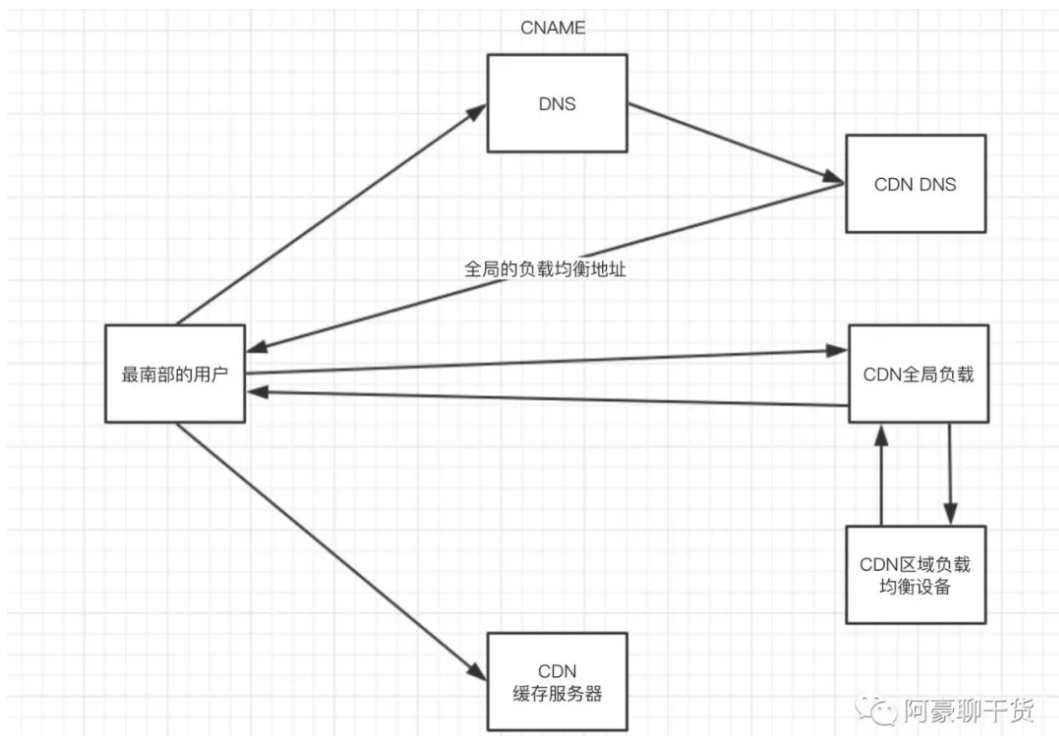 CNAME
DNS
CDN DNS
全局的负载均衡地址
最南部的用户
CDN全局负载
CDN区域负载
均衡设备
CDN
缓存服务器
阿豪聊干货